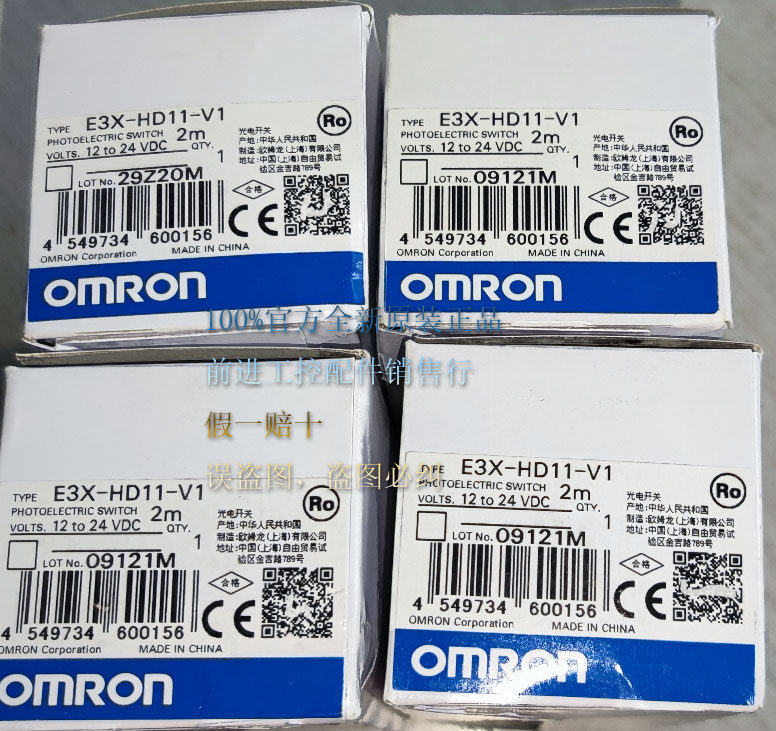 TYPE E3X-HD11-V1
PHOTOELECTRIC SWITCH 2m
VOLTS. 12 to 24 VDC QTY.
1
LOT No. 29Z20M
光电开关
产地: 中华人民共和国
制造: 欧姆龙(上海)有限公司
地址: 中国(上海)自由贸易试
验区金吉路789号
Ro
合格
CE
4 549734 600156
OMRON Corporation MADE IN CHINA
OMRON
TYPE E3X-HD11-V1
PHOTOELECTRIC SWITCH 2m
VOLTS. 12 to 24 VDC QTY.
1
LOT No. 09121M
光电开关
产地: 中华人民共和国
制造: 欧姆龙(上海)有限公司
地址: 中国(上海)自由贸易试
验区金吉路789号
Ro
合格
CE
4 549734 600156
OMRON Corporation MADE IN CHINA
OMRON
100%官方全新原装正品
前进工控配件销售行
假一赔十
误盗图，盗图必究
TYPE E3X-HD11-V1
PHOTOELECTRIC SWITCH 2m
VOLTS. 12 to 24 VDC QTY.
1
LOT No. 09121M
光电开关
产地: 中华人民共和国
制造: 欧姆龙(上海)有限公司
地址: 中国(上海)自由贸易试
验区金吉路789号
Ro
合格
CE
4 549734 600156
OMRON Corporation MADE IN CHINA
OMRON
TYPE E3X-HD11-V1
PHOTOELECTRIC SWITCH 2m
VOLTS. 12 to 24 VDC QTY.
1
LOT No. 09121M
光电开关
产地: 中华人民共和国
制造: 欧姆龙(上海)有限公司
地址: 中国(上海)自由贸易试
验区金吉路789号
Ro
合格
CE
4 549734 600156
OMRON Corporation MADE IN CHINA
OMRON